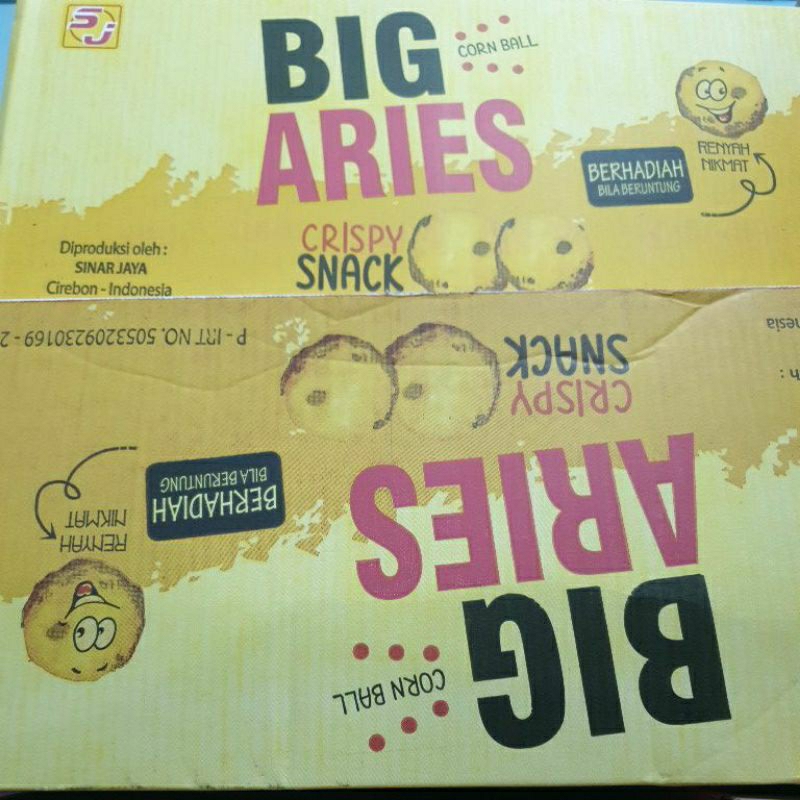 SJ
BIG
CORN BALL
ARIES
RENYAH
NIKMAT
BERHADIAH
BILA BERUNTUNG
CRISPY
SNACK
Diproduksi oleh :
SINAR JAYA
Cirebon - Indonesia
P - IRT NO. 5053209230169 - 2
BIG
CORN BALL
ARIES
RENYAH
NIKMAT
BERHADIAH
BILA BERUNTUNG
CRISPY
SNACK